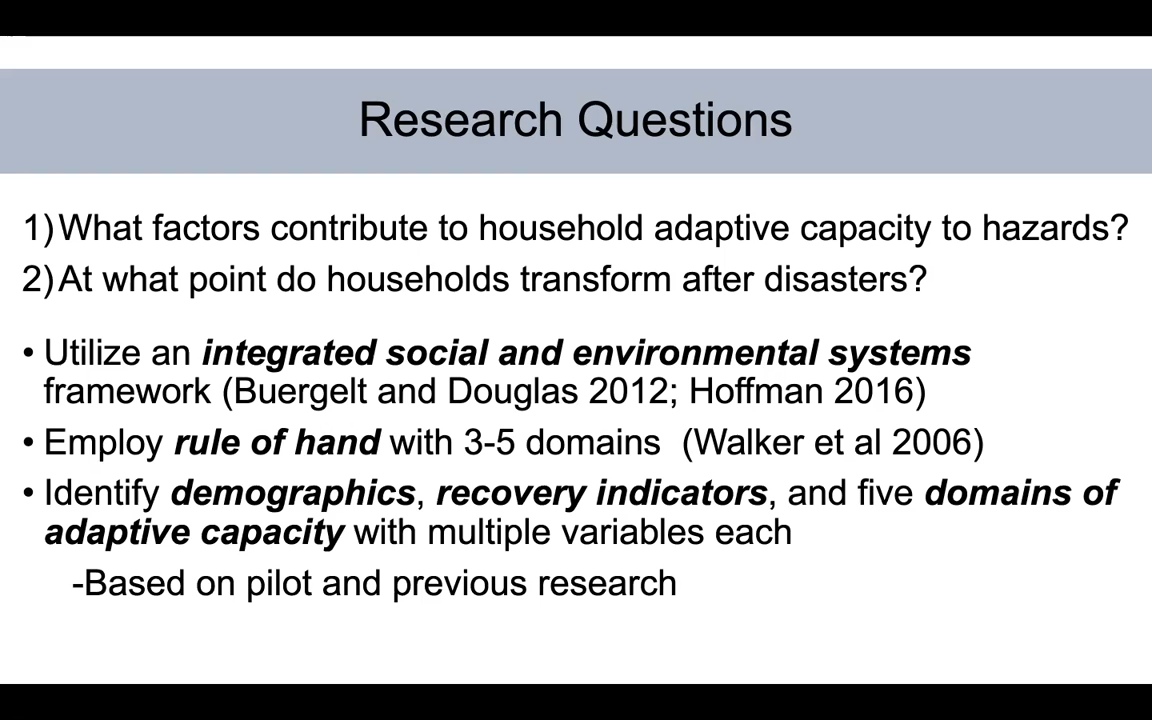 Research Questions
1) What factors contribute to household adaptive capacity to hazards?
2) At what point do households transform after disasters?
• Utilize an integrated social and environmental systems
framework (Buergelt and Douglas 2012; Hoffman 2016)
• Employ rule of hand with 3-5 domains (Walker et al 2006)
• Identify demographics, recovery indicators, and five domains of
adaptive capacity with multiple variables each
-Based on pilot and previous research